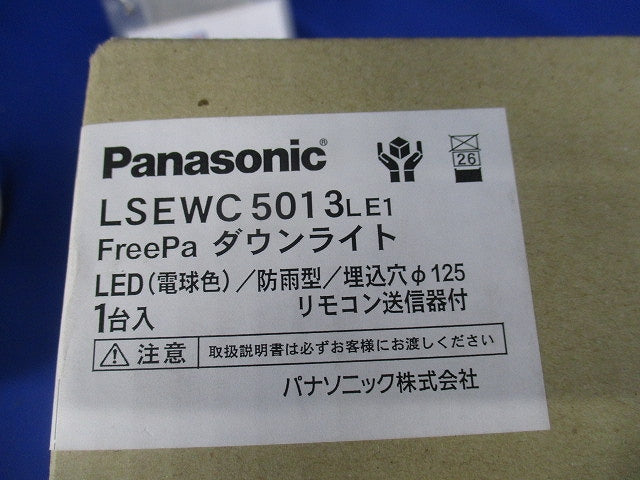 Panasonic®
26
LSEWC5013LE1
FreePa ダウンライト
LED(電球色)/防雨型/埋込穴φ125
1台入 リモコン送信器付
注意 取扱説明書は必ずお客様にお渡しください
パナソニック株式会社